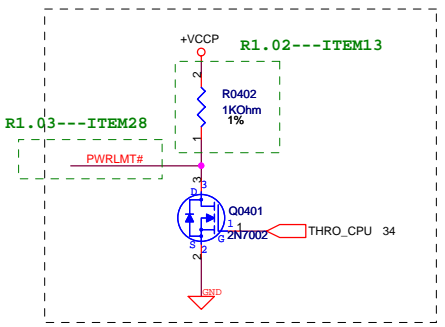 +VCCP
R1.02---ITEM13
2
R0402
1KOhm
1%
R1.03---ITEM28
1
PWRLMT#
3
3
D
Q0401
1
1
G
2N7002
THRO_CPU 34
S
2
2
GND